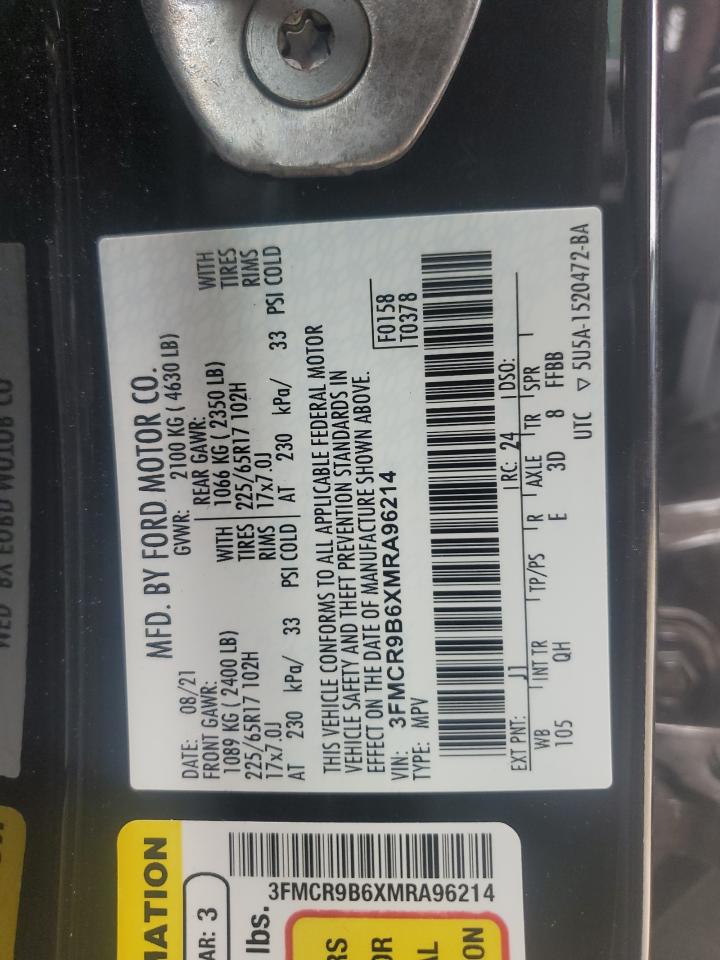 MFD. BY FORD MOTOR CO.
DATE: 08/21 GVWR: 2100 KG ( 4630 LB)
FRONT GAWR: REAR GAWR:
1089 KG ( 2400 LB) WITH 1066 KG ( 2350 LB) WITH
225/65R17 102H TIRES 225/65R17 102H TIRES
17x7.0J RIMS 17x7.0J RIMS
AT 230 kPa/ 33 PSI COLD AT 230 kPa/ 33 PSI COLD
THIS VEHICLE CONFORMS TO ALL APPLICABLE FEDERAL MOTOR
VEHICLE SAFETY AND THEFT PREVENTION STANDARDS IN
EFFECT ON THE DATE OF MANUFACTURE SHOWN ABOVE.
VIN: 3FMCR9B6XMRA96214 F0158
TYPE: MPV T0378
EXT PNT: J1 RC: 24 DSO:
WB INT TR TP/PS R AXLE TR SPR
105 QH E 3D 8 FFBB
UTC ▽ 5U5A-1520472-BA
MATION
AR: 3
lbs.
3FMCR9B6XMRA96214
RS
OR
AL
ON